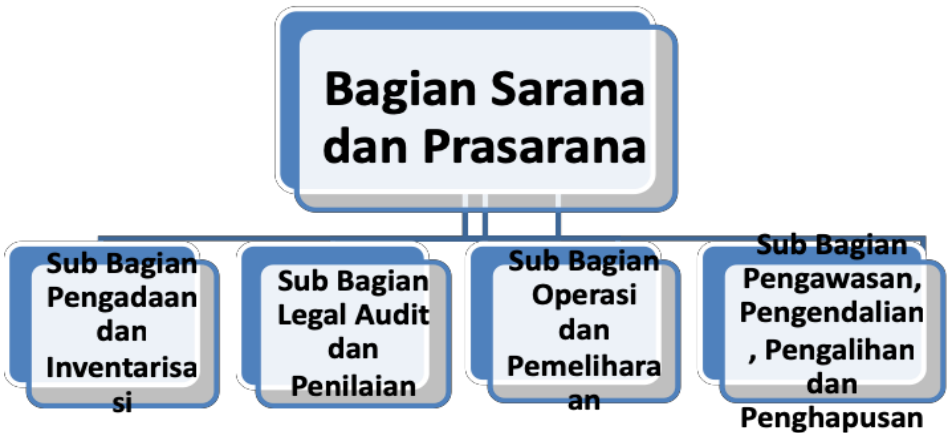 Bagian Sarana
dan Prasarana
Sub Bagian
Pengadaan
dan
Inventarisa
si
Sub Bagian
Legal Audit
dan
Penilaian
Sub Bagian
Operasi
dan
Pemelihara
an
Sub Bagian
Pengawasan,
Pengendalian
, Pengalihan
dan
Penghapusan